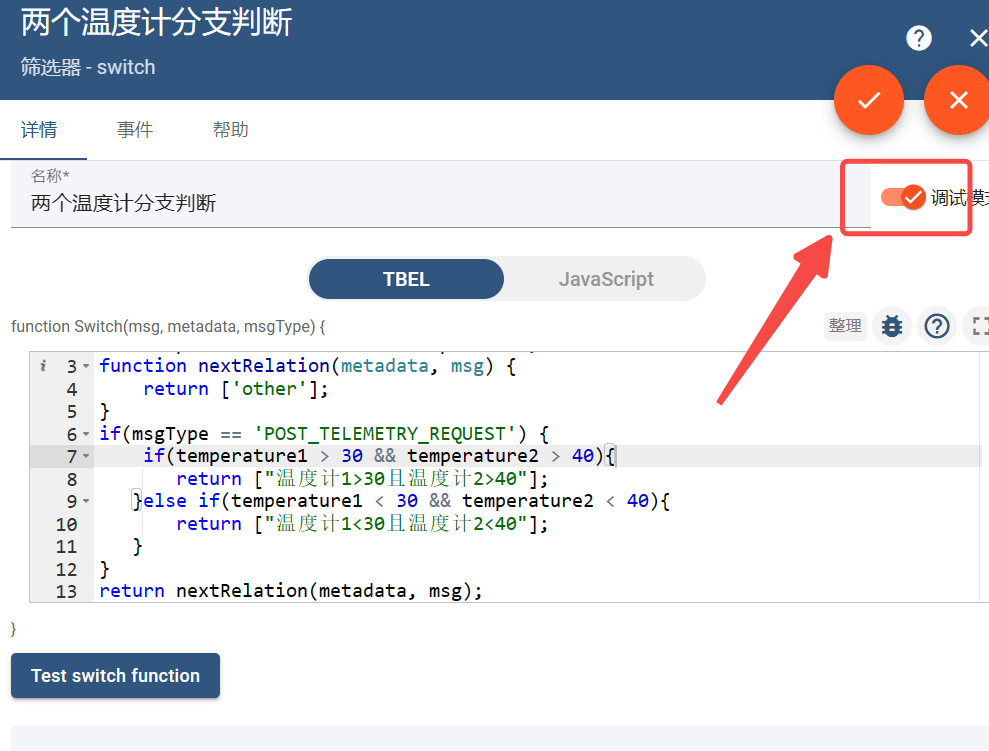 两个温度计分支判断
筛选器 - switch
详情 事件 帮助
名称*
两个温度计分支判断
调试模式
TBEL JavaScript
function Switch(msg, metadata, msgType) {
整理
3 function nextRelation(metadata, msg) {
4 return ['other'];
5 }
6 if(msgType == 'POST_TELEMETRY_REQUEST') {
7 if(temperature1 > 30 && temperature2 > 40){
8 return ["温度计1>30且温度计2>40"];
9 }else if(temperature1 < 30 && temperature2 < 40){
10 return ["温度计1<30且温度计2<40"];
11 }
12 }
13 return nextRelation(metadata, msg);
}
Test switch function